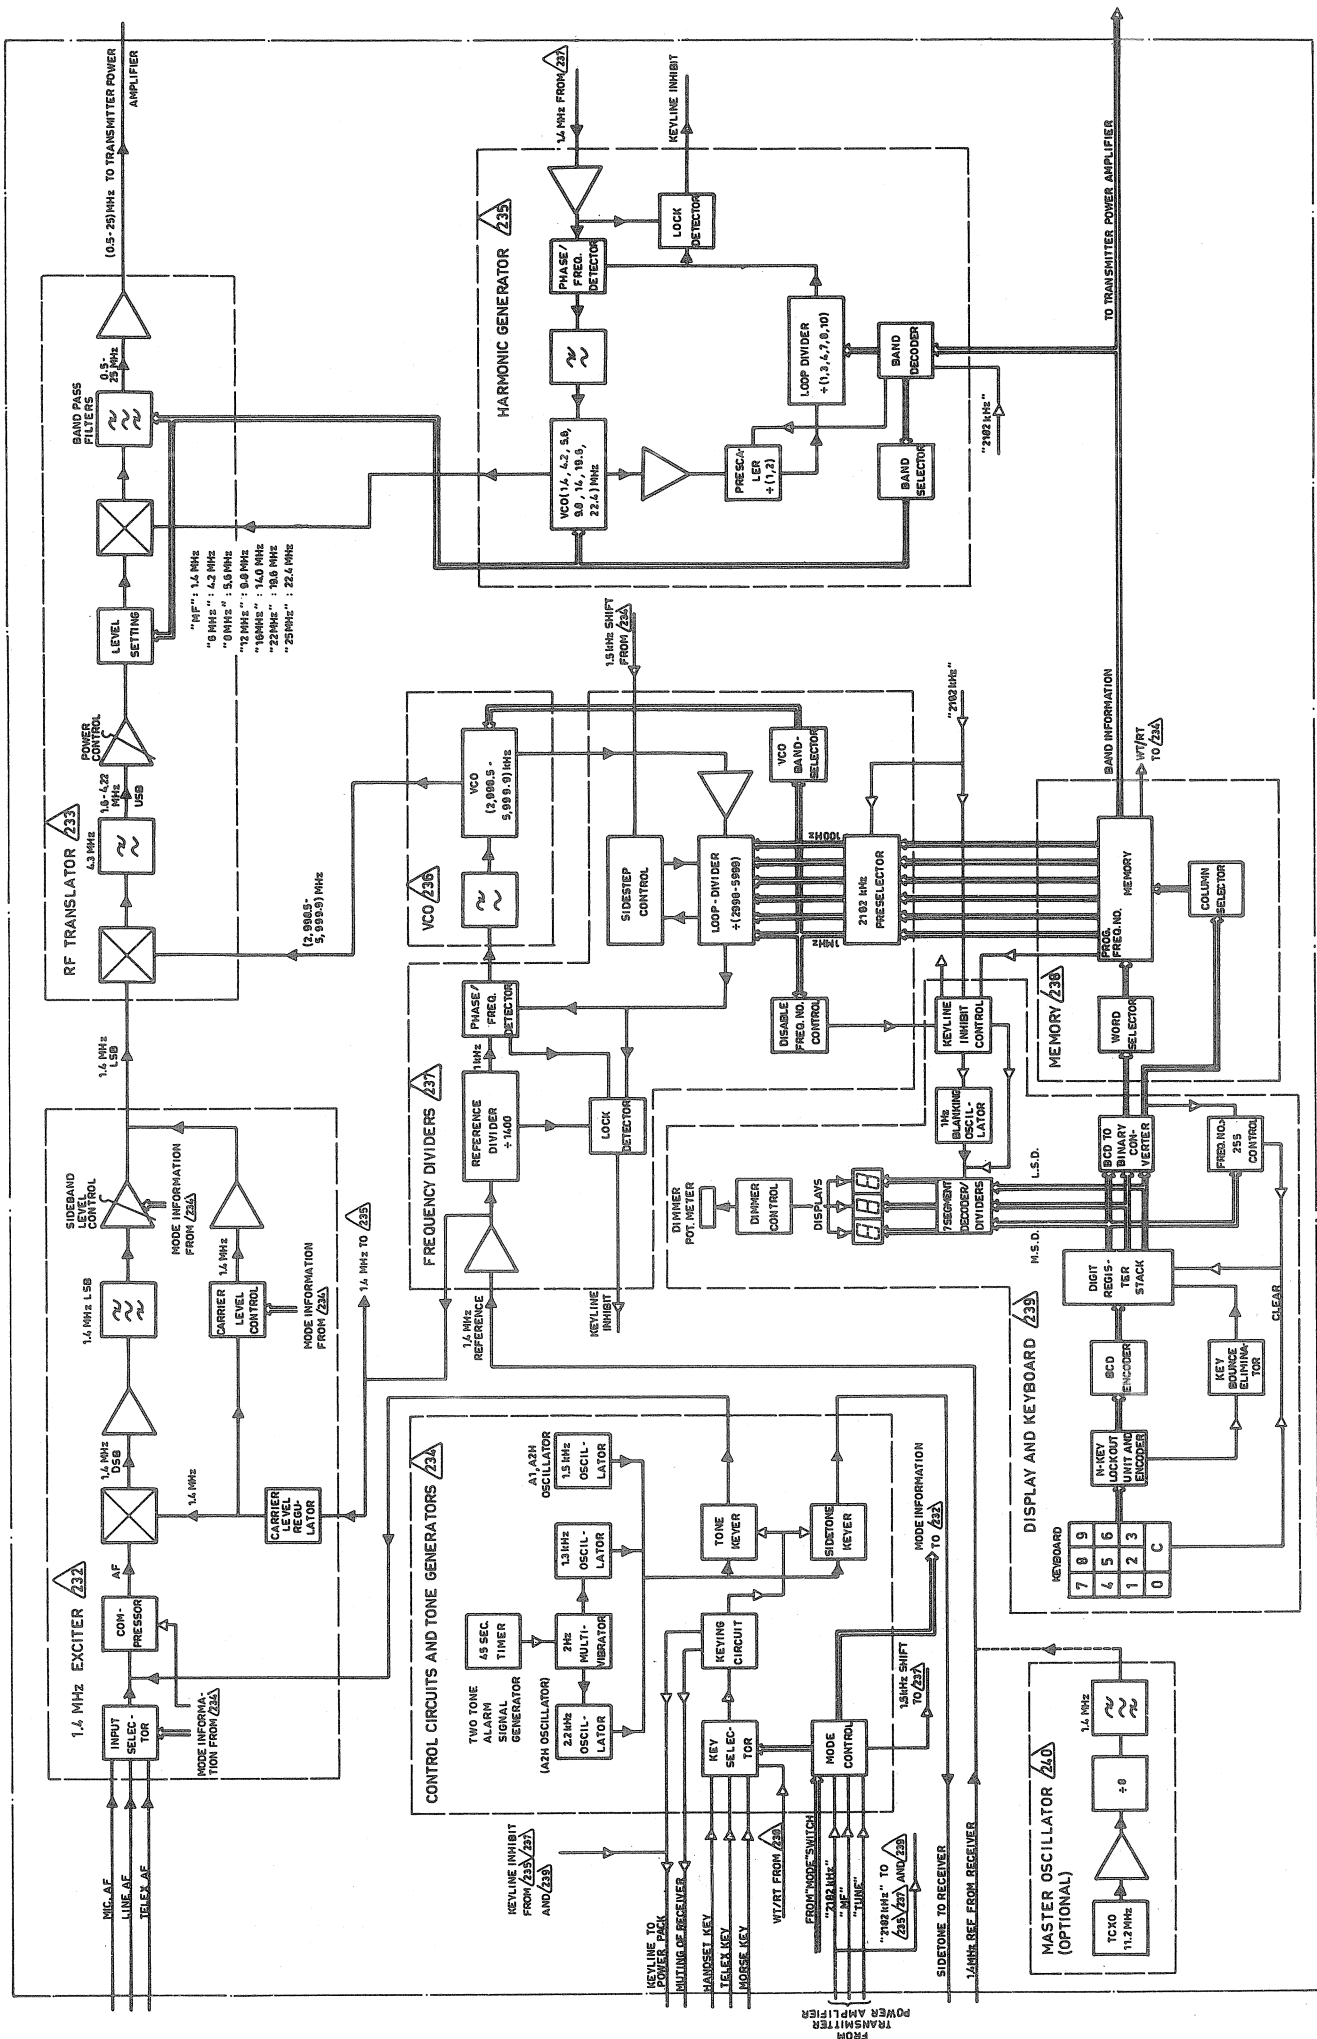 MIC. AF
LINE AF
TELEX AF
1.4 MHz EXCITER 232
INPUT
SELEC-
TOR
MODE INFORMA-
TION FROM 234
COM-
PRESSOR
AF
1.4 MHz
DSB
1.4 MHz
CARRIER
LEVEL
REGU-
LATOR
1.4 MHz LSB
CARRIER
LEVEL
CONTROL
MODE INFORMATION
FROM 234
1.4 MHz
SIDEBAND
LEVEL
CONTROL
MODE INFORMATION
FROM 234
1.4 MHz TO 235
1.4 MHz
LSB
RF TRANSLATOR 233
4.3 MHz
1.6-4.22
MHz
USB
POWER
CONTROL
LEVEL
SETTING
"MF" : 1.4 MHz
"6 MHz" : 4.2 MHz
"8 MHz" : 5.6 MHz
"12 MHz" : 9.8 MHz
"16MHz" : 14.0 MHz
"22MHz" : 19.6 MHz
"25MHz" : 22.4 MHz
BAND PASS
FILTERS
0.5-
25 MHz
(0.5-25)MHz TO TRANSMITTER POWER
AMPLIFIER
(2,990.5-
5,999.9) MHz
CONTROL CIRCUITS AND TONE GENERATORS 234
TWO TONE
ALARM
SIGNAL
GENERATOR
(A2H OSCILLATOR)
45 SEC.
TIMER
2.2 kHz
OSCIL-
LATOR
2Hz
MULTI-
VIBRATOR
1.3 kHz
OSCIL-
LATOR
A1, A2H
OSCILLATOR
1.5 kHz
OSCIL-
LATOR
KEY
SELEC-
TOR
KEYING
CIRCUIT
TONE
KEYER
SIDETONE
KEYER
MODE
CONTROL
MODE INFORMATION
TO 232
1.5kHz SHIFT
TO 237
KEYLINE INHIBIT
FROM 235 237
AND 239
KEYLINE TO
POWER PACK
MUTING OF RECEIVER
HANDSET KEY
TELEX KEY
MORSE KEY
WT/RT FROM 238
FROM "MODE" SWITCH
"2182 kHz"
"MF"
"TUNE"
FROM
TRANSMITTER
POWER AMPLIFIER
"2182 kHz" TO
235 237 AND 239
SIDETONE TO RECEIVER
1.4MHz REF FROM RECEIVER
FREQUENCY DIVIDERS 237
1.4 MHz
REFERENCE
KEYLINE
INHIBIT
REFERENCE
DIVIDER
÷ 1400
1 kHz
PHASE/
FREQ.
DETECTOR
LOCK
DETECTOR
VCO 236
VCO
(2,990.5-
5,999.9) kHz
SIDESTEP
CONTROL
1.5 kHz SHIFT
FROM 234
LOOP-DIVIDER
÷(2990-5999)
VCO
BAND-
SELECTOR
DISABLE
FREQ. NO.
CONTROL
1MHz
100Hz
2182 kHz
PRESELECTOR
"2182 kHz"
HARMONIC GENERATOR 235
1.4 MHz FROM 237
KEYLINE INHIBIT
LOCK
DETECTOR
PHASE/
FREQ.
DETECTOR
VCO (1.4, 4.2, 5.6,
9.8, 14, 19.6,
22.4) MHz
PRESCA-
LER
÷(1,2)
LOOP DIVIDER
÷(1,3,4,7,8,10)
BAND
SELECTOR
BAND
DECODER
"2182 kHz"
TO TRANSMITTER POWER AMPLIFIER
BAND INFORMATION
WT/RT
TO 234
MEMORY 238
PROG.
FREQ. NO.
MEMORY
WORD
SELECTOR
COLUMN
SELECTOR
KEYLINE
INHIBIT
CONTROL
1Hz
BLANKING
OSCIL-
LATOR
DISPLAY AND KEYBOARD 239
DIMMER
POT. METER
DIMMER
CONTROL
DISPLAYS
8 8 8
7SEGMENT
DECODER/
DIVIDERS
M.S.D.
L.S.D.
BCD TO
BINARY
CON-
VERTER
FREQ. NO.>
255
CONTROL
DIGIT
REGIS-
TER
STACK
CLEAR
BCD
ENCODER
KEY
BOUNCE
ELIMINA-
TOR
N-KEY
LOCKOUT
UNIT AND
ENCODER
KEYBOARD
7 8 9
4 5 6
1 2 3
0 C
MASTER OSCILLATOR 240
(OPTIONAL)
TCXO
11.2 MHz
÷8
1.4 MHz